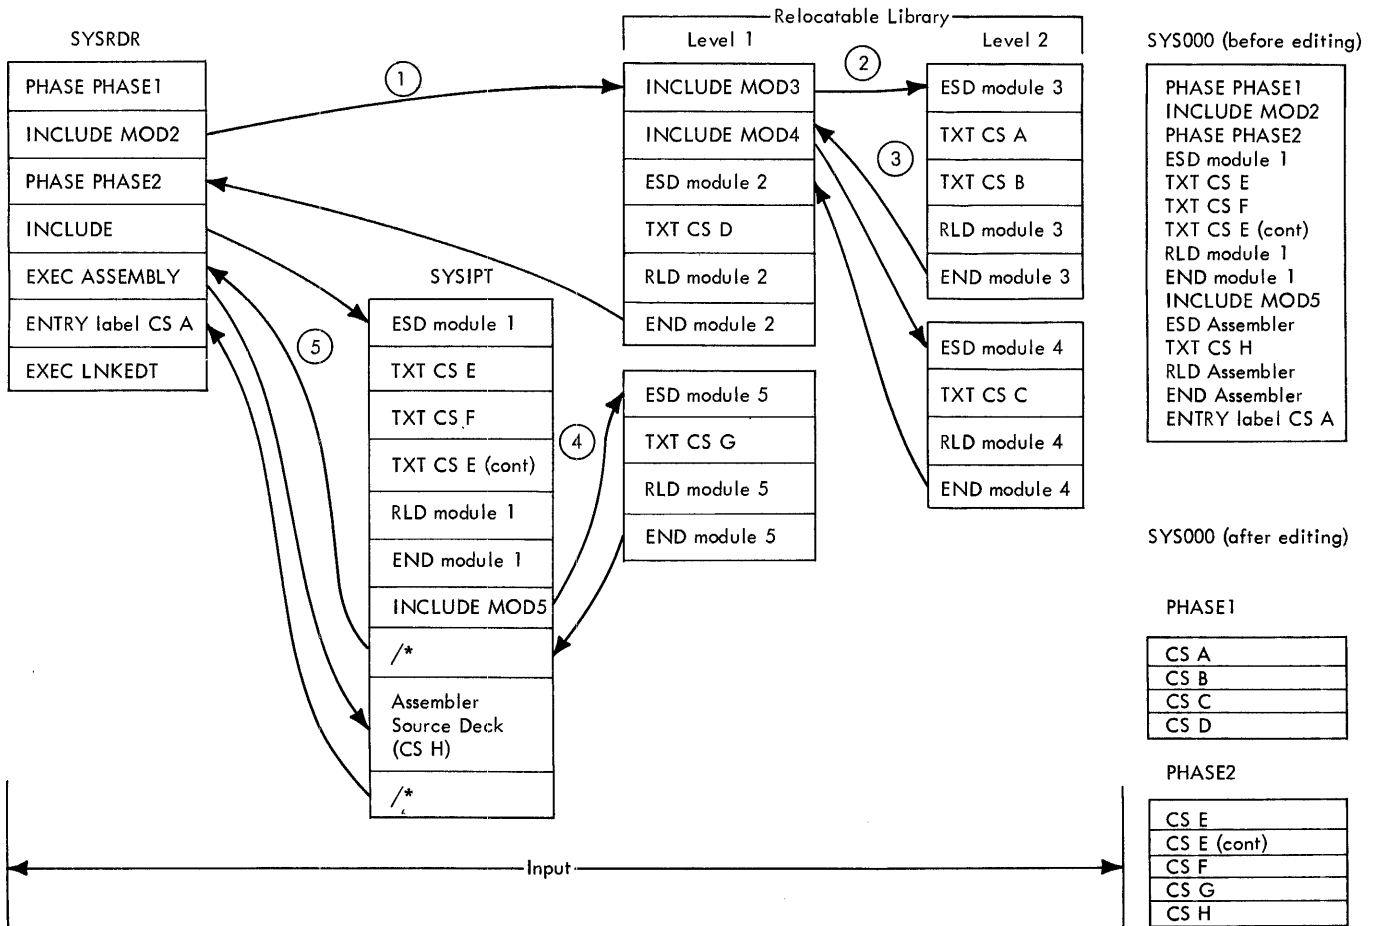 Relocatable Library
SYSRDR
Level 1
Level 2
SYS000 (before editing)
PHASE PHASE1
INCLUDE MOD2
PHASE PHASE2
INCLUDE
EXEC ASSEMBLY
ENTRY label CS A
EXEC LNKEDT
1
2
3
4
5
SYSIPT
ESD module 1
TXT CS E
TXT CS F
TXT CS E (cont)
RLD module 1
END module 1
INCLUDE MOD5
/*
Assembler
Source Deck
(CS H)
/*
INCLUDE MOD3
INCLUDE MOD4
ESD module 2
TXT CS D
RLD module 2
END module 2
ESD module 5
TXT CS G
RLD module 5
END module 5
ESD module 3
TXT CS A
TXT CS B
RLD module 3
END module 3
ESD module 4
TXT CS C
RLD module 4
END module 4
PHASE PHASE1
INCLUDE MOD2
PHASE PHASE2
ESD module 1
TXT CS E
TXT CS F
TXT CS E (cont)
RLD module 1
END module 1
INCLUDE MOD5
ESD Assembler
TXT CS H
RLD Assembler
END Assembler
ENTRY label CS A
SYS000 (after editing)
PHASE1
CS A
CS B
CS C
CS D
PHASE2
CS E
CS E (cont)
CS F
CS G
CS H
Input